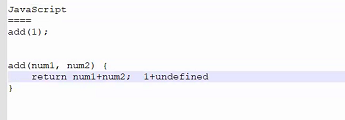 JavaScript
====
add(1);
add(num1, num2) {
return num1+num2;  1+undefined
}